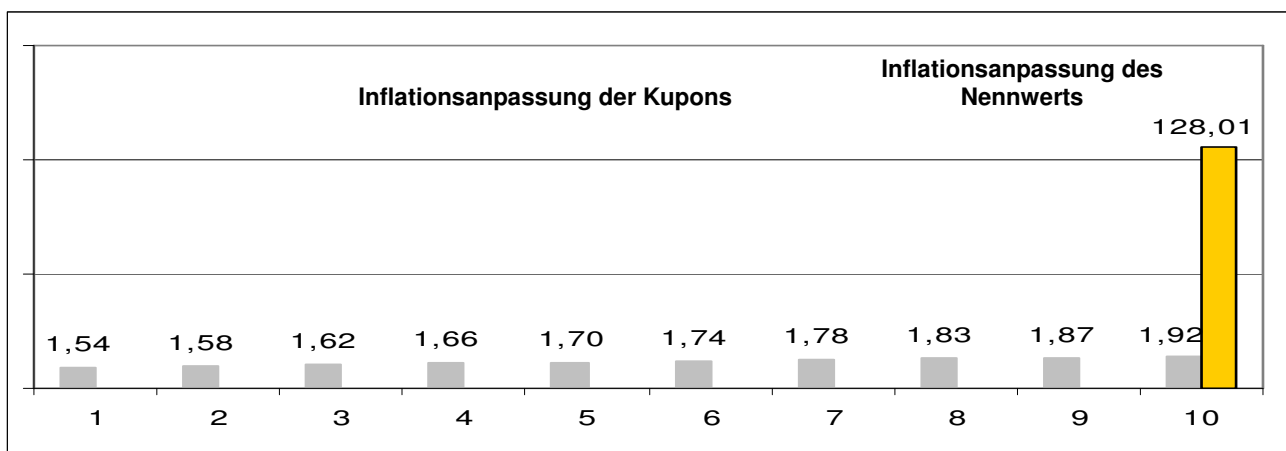 Inflationsanpassung der Kupons
Inflationsanpassung des
Nennwerts
128,01
1,54 1,58 1,62 1,66 1,70 1,74 1,78 1,83 1,87 1,92
1 2 3 4 5 6 7 8 9 10